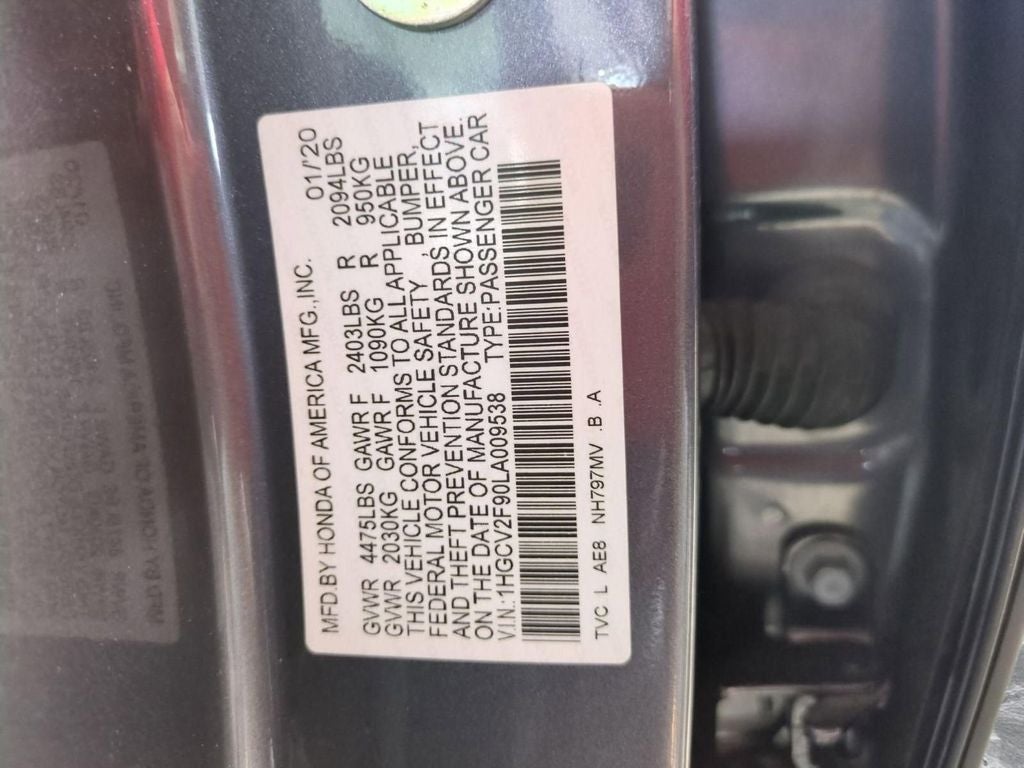 MFD.BY HONDA OF AMERICA MFG.,INC. 01/'20
GVWR 4475LBS GAWR F 2403LBS R 2094LBS
GVWR 2030KG GAWR F 1090KG R 950KG
THIS VEHICLE CONFORMS TO ALL APPLICABLE
FEDERAL MOTOR VEHICLE SAFETY, BUMPER,
AND THEFT PREVENTION STANDARDS IN EFFECT
ON THE DATE OF MANUFACTURE SHOWN ABOVE.
V.I.N.:1HGCV2F90LA009538 TYPE:PASSENGER CAR
TVC L AE8 NH797MV .B .A